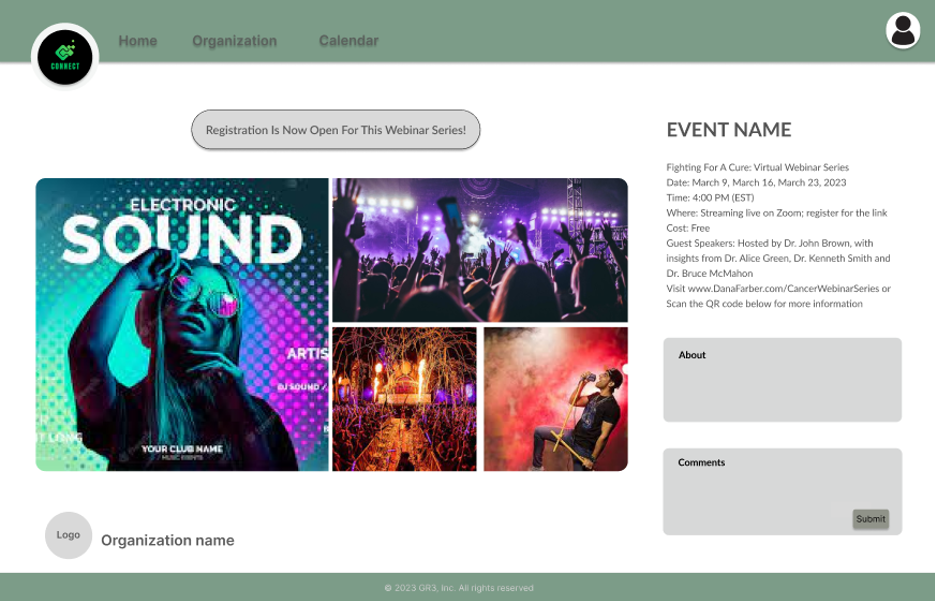 CONNECT
Home Organization Calendar
Registration Is Now Open For This Webinar Series!
ELECTRONIC
SOUND
ARTIS
DJ SOUND /
T LONG
YOUR CLUB NAME
MUSIC EVENTS
EVENT NAME
Fighting For A Cure: Virtual Webinar Series
Date: March 9, March 16, March 23, 2023
Time: 4:00 PM (EST)
Where: Streaming live on Zoom; register for the link
Cost: Free
Guest Speakers: Hosted by Dr. John Brown, with
insights from Dr. Alice Green, Dr. Kenneth Smith and
Dr. Bruce McMahon
Visit www.DanaFarber.com/CancerWebinarSeries or
Scan the QR code below for more information
About
Comments
Submit
Logo
Organization name
© 2023 GR3, Inc. All rights reserved